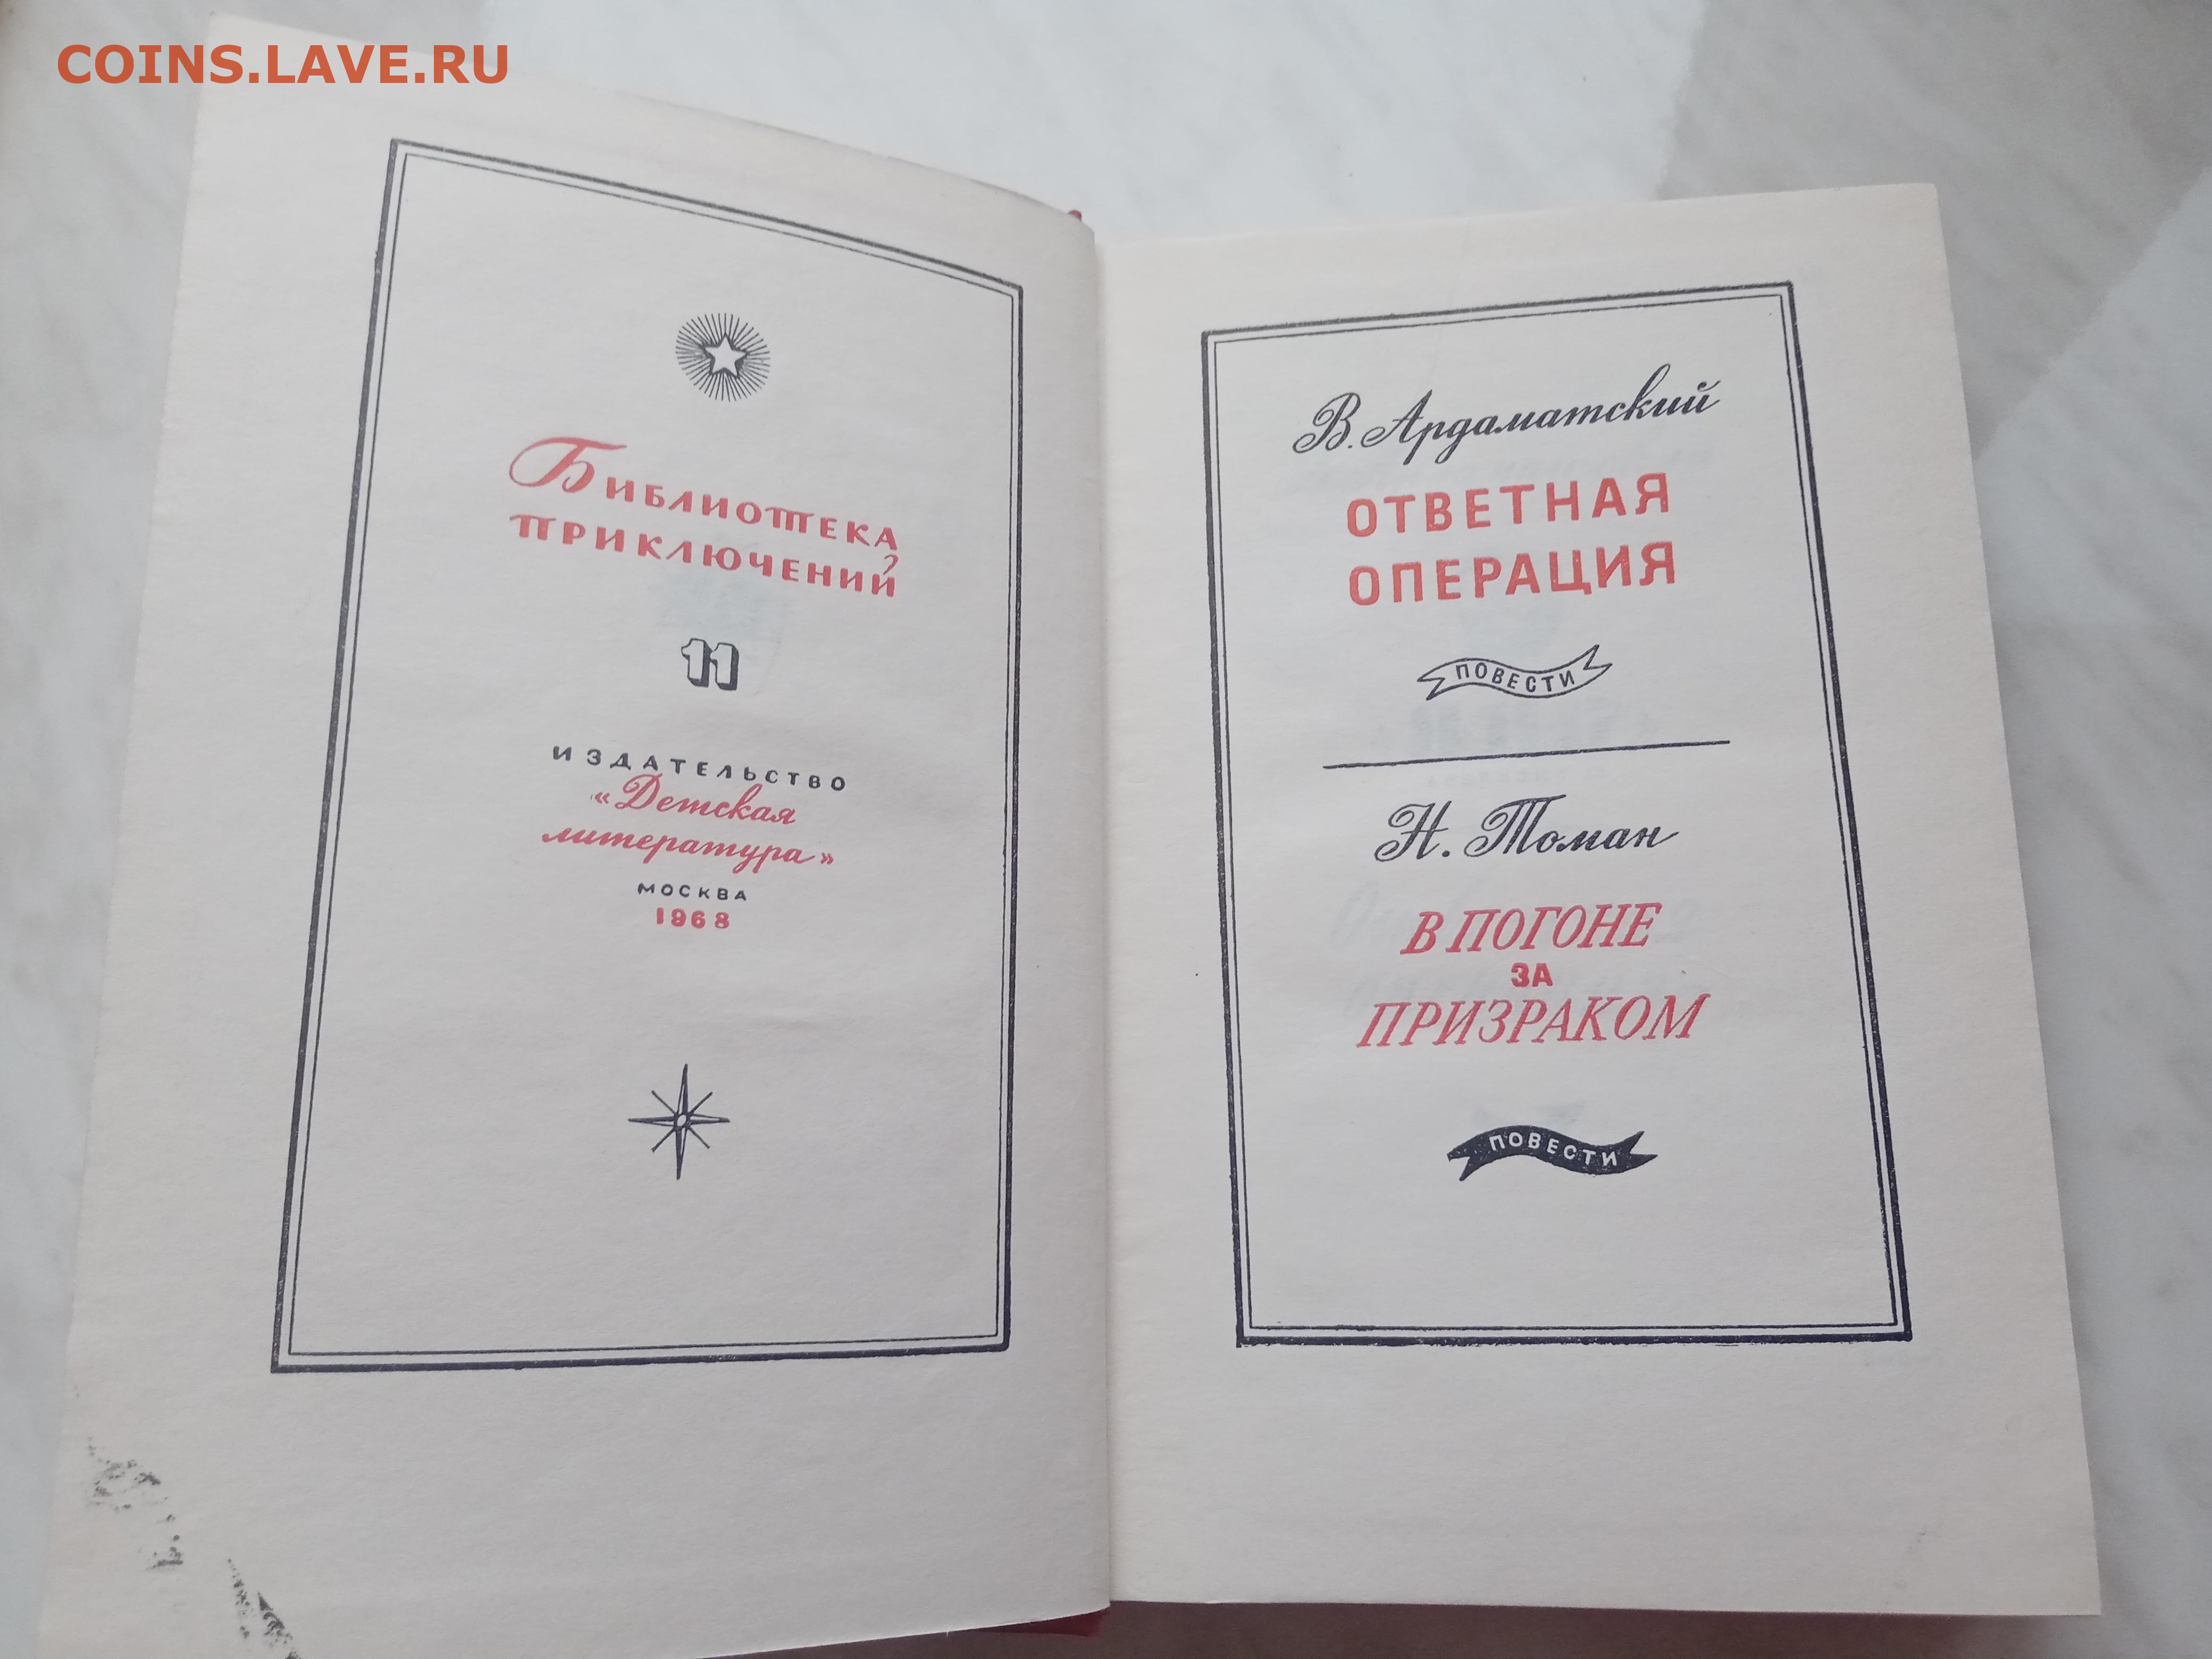 COINS.LAVE.RU
Библиотека
приключений
11
ИЗДАТЕЛЬСТВО
«Детская
литература»
МОСКВА
1968
В. Ардаматский
ОТВЕТНАЯ
ОПЕРАЦИЯ
ПОВЕСТИ
Н. Томан
В ПОГОНЕ
ЗА
ПРИЗРАКОМ
ПОВЕСТИ